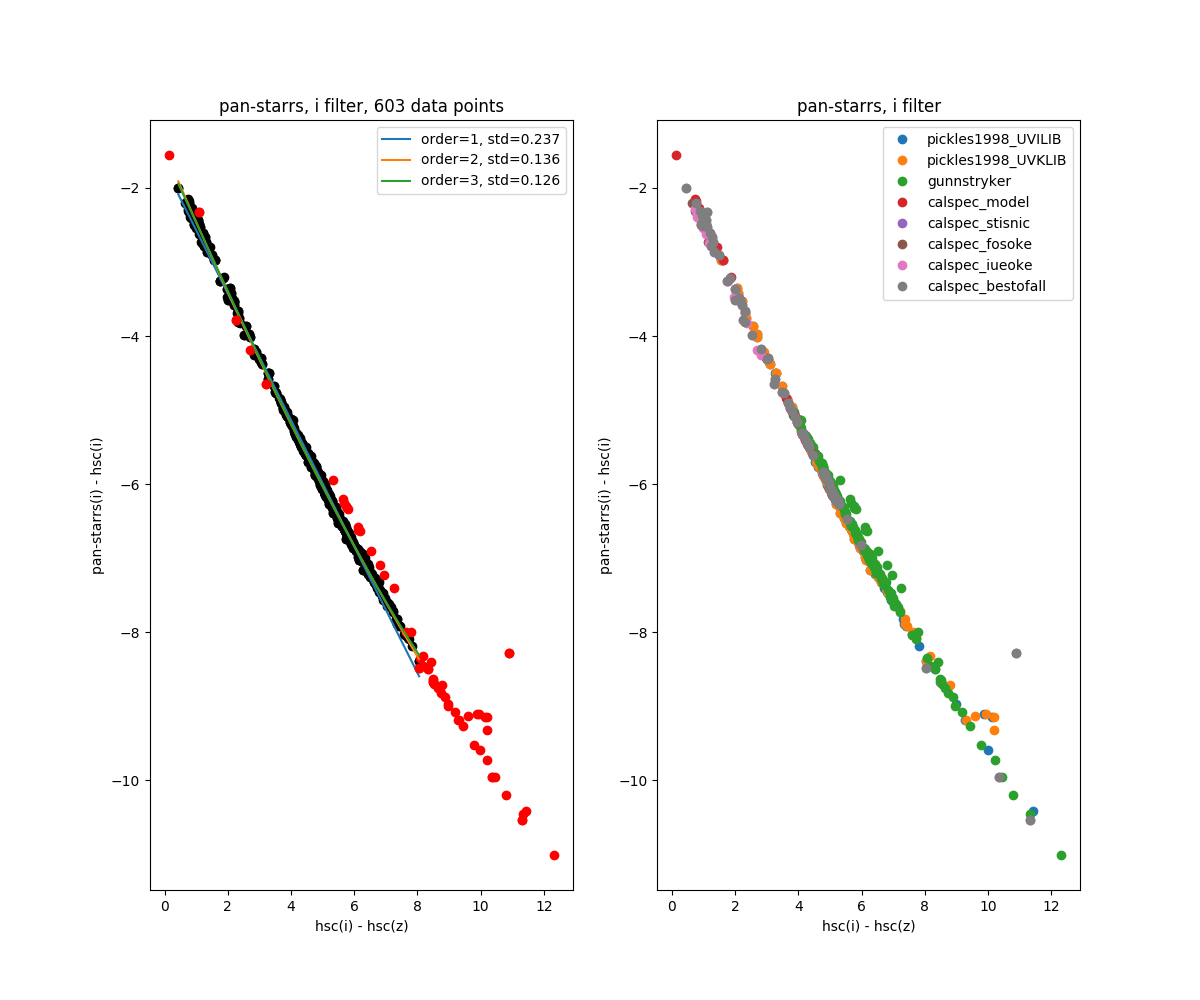 pan-starrs, i filter, 603 data points
order=1, std=0.237
order=2, std=0.136
order=3, std=0.126
−2
−4
−6
−8
−10
pan-starrs(i) - hsc(i)
0 2 4 6 8 10 12
hsc(i) - hsc(z)
pan-starrs, i filter
pickles1998_UVILIB
pickles1998_UVKLIB
gunnstryker
calspec_model
calspec_stisnic
calspec_fosoke
calspec_iueoke
calspec_bestofall
−2
−4
−6
−8
−10
pan-starrs(i) - hsc(i)
0 2 4 6 8 10 12
hsc(i) - hsc(z)